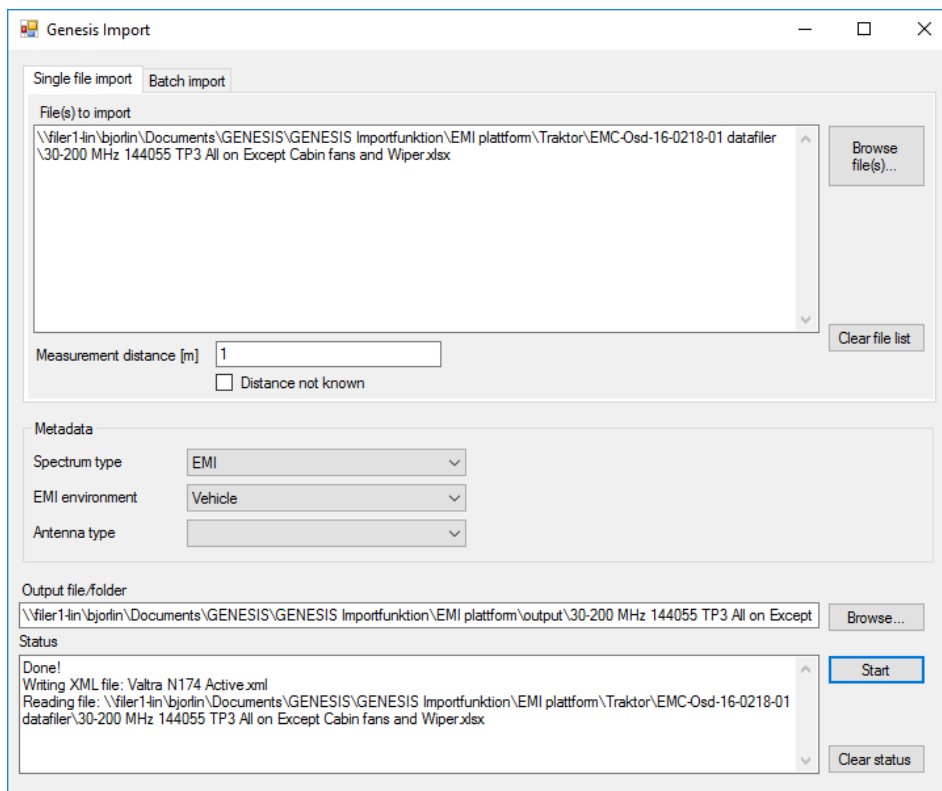 Genesis Import
Single file import
Batch import
File(s) to import
\\filer1-lin\bjorlin\Documents\GENESIS\GENESIS Importfunktion\EMI plattform\Traktor\EMC-Osd-16-0218-01 datafiler
\30-200 MHz 144055 TP3 All on Except Cabin fans and Wiper.xlsx
Browse
file(s)...
Clear file list
Measurement distance [m]
1
Distance not known
Metadata
Spectrum type
EMI
EMI environment
Vehicle
Antenna type
Output file/folder
\\filer1-lin\bjorlin\Documents\GENESIS\GENESIS Importfunktion\EMI plattform\output\30-200 MHz 144055 TP3 All on Except
Browse...
Status
Done!
Writing XML file: Valtra N174 Active.xml
Reading file: \\filer1-lin\bjorlin\Documents\GENESIS\GENESIS Importfunktion\EMI plattform\Traktor\EMC-Osd-16-0218-01
datafiler\30-200 MHz 144055 TP3 All on Except Cabin fans and Wiper.xlsx
Start
Clear status